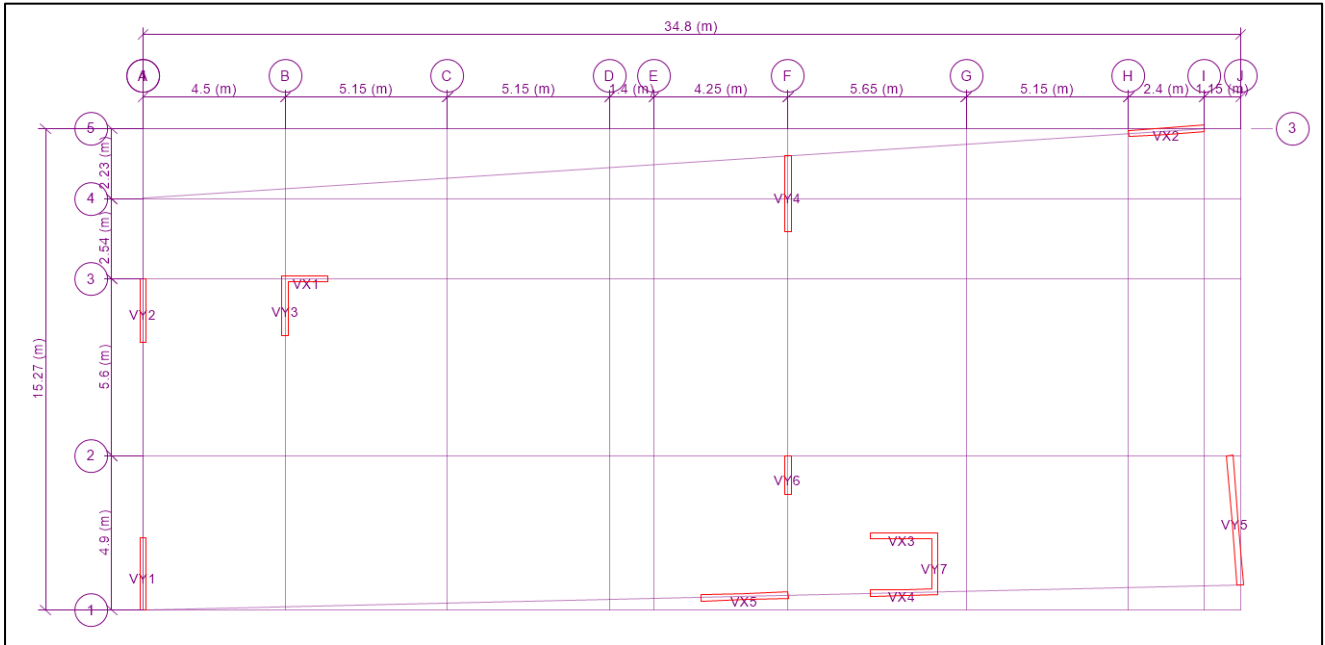 34.8 (m)
A B C D E F G H I J
4.5 (m) 5.15 (m) 5.15 (m) 1.4 (m) 4.25 (m) 5.65 (m) 5.15 (m) 2.4 (m) 1.15 (m)
5 3
VX2
2.23 (m)
4
VY4
2.54 (m)
3
VX1
VY2 VY3
15.27 (m)
5.6 (m)
2
VY6
4.9 (m)
VY5
VX3
VY1 VY7
VX5 VX4
1